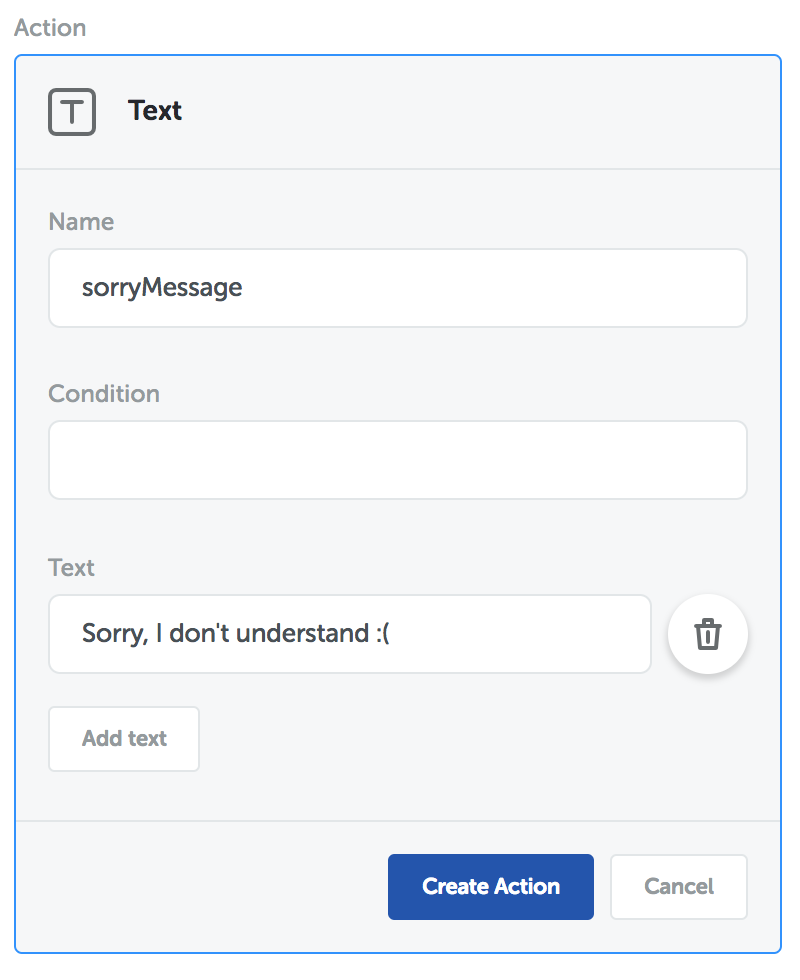 Action
T Text
Name
sorryMessage
Condition
Text
Sorry, I don't understand :(
Add text
Create Action Cancel